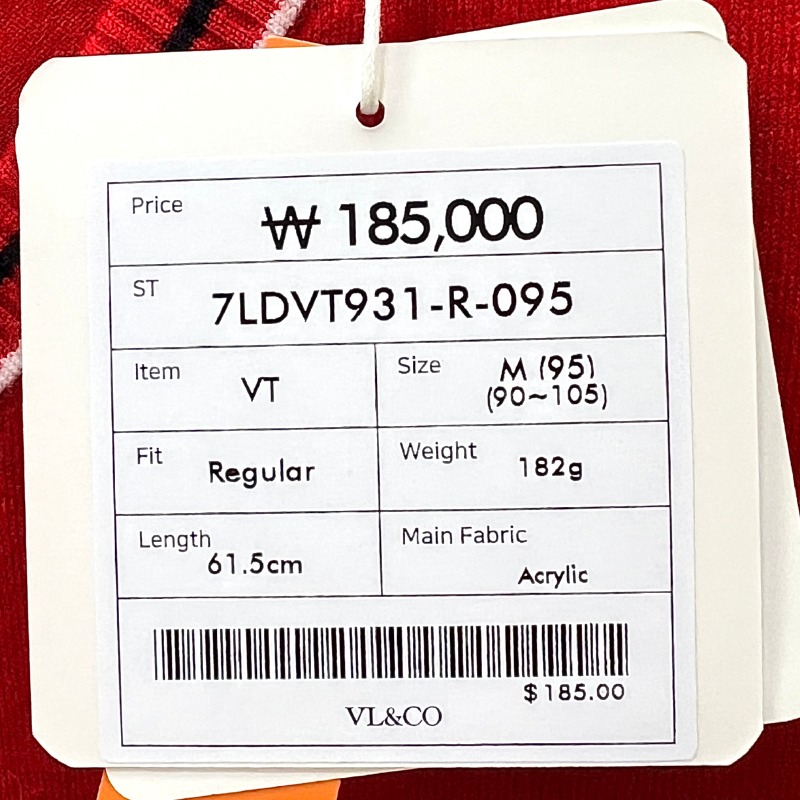 Price
₩ 185,000
ST
7LDVT931-R-095
Item
VT
Size
M (95)
(90~105)
Fit
Regular
Weight
182g
Length
61.5cm
Main Fabric
Acrylic
$185.00
VL&CO